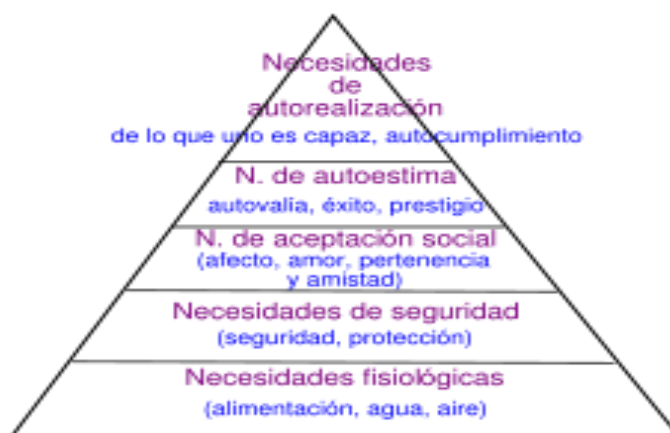 Necesidades
de
autorealización
de lo que uno es capaz, autocumplimiento
N. de autoestima
autovalía, éxito, prestigio
N. de aceptación social
(afecto, amor, pertenencia
y amistad)
Necesidades de seguridad
(seguridad, protección)
Necesidades fisiológicas
(alimentación, agua, aire)